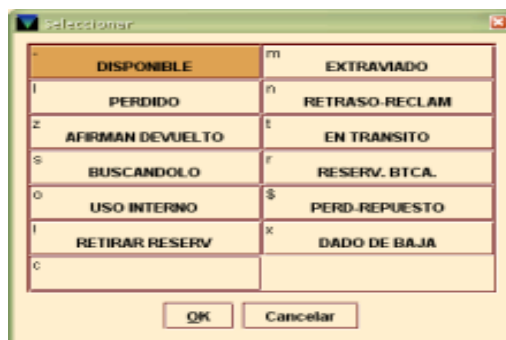 Seleccionar
- DISPONIBLE
m EXTRAVIADO
l PERDIDO
n RETRASO-RECLAM
z AFIRMAN DEVUELTO
t EN TRANSITO
s BUSCANDOLO
r RESERV. BTCA.
o USO INTERNO
$ PERD-REPUESTO
! RETIRAR RESERV
x DADO DE BAJA
c
OK
Cancelar